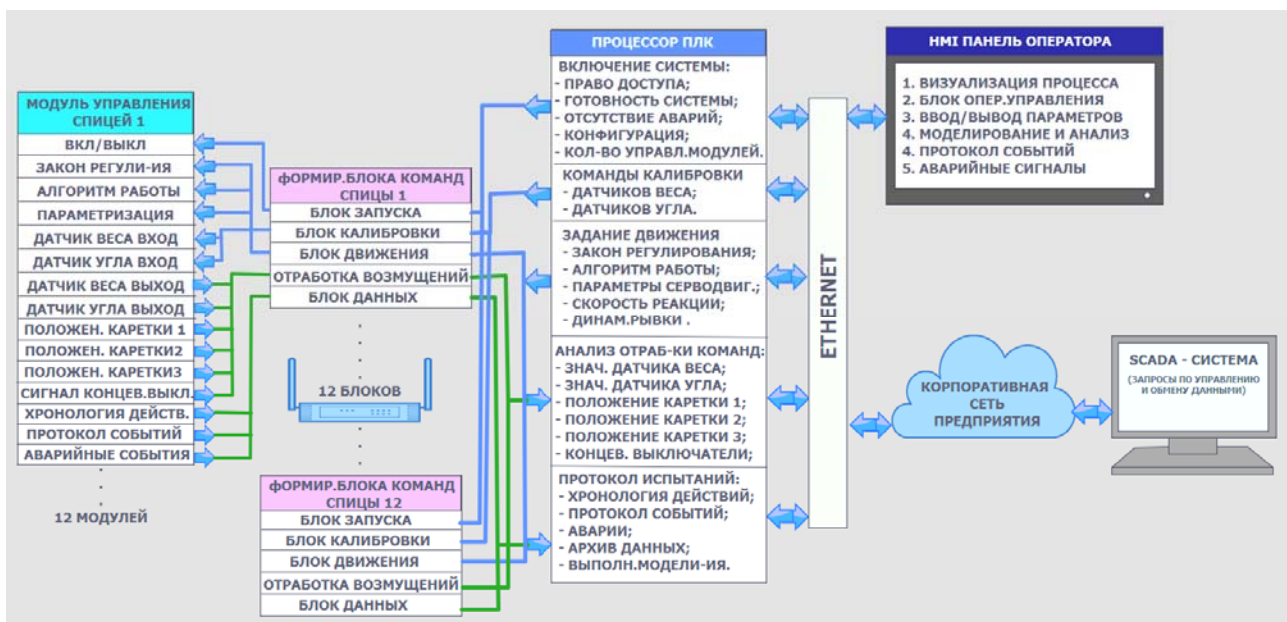 МОДУЛЬ УПРАВЛЕНИЯ
СПИЦЕЙ 1
ВКЛ/ВЫКЛ
ЗАКОН РЕГУЛИ-ИЯ
АЛГОРИТМ РАБОТЫ
ПАРАМЕТРИЗАЦИЯ
ДАТЧИК ВЕСА ВХОД
ДАТЧИК УГЛА ВХОД
ДАТЧИК ВЕСА ВЫХОД
ДАТЧИК УГЛА ВЫХОД
ПОЛОЖЕН. КАРЕТКИ 1
ПОЛОЖЕН. КАРЕТКИ2
ПОЛОЖЕН. КАРЕТКИ3
СИГНАЛ КОНЦЕВ.ВЫКЛ.
ХРОНОЛОГИЯ ДЕЙСТВ.
ПРОТОКОЛ СОБЫТИЙ
АВАРИЙНЫЕ СОБЫТИЯ
12 МОДУЛЕЙ
фОРМИР.БЛОКА КОМАНД
СПИЦЫ 1
БЛОК ЗАПУСКА
БЛОК КАЛИБРОВКИ
БЛОК ДВИЖЕНИЯ
ОТРАБОТКА ВОЗМУЩЕНИЙ
БЛОК ДАННЫХ
12 БЛОКОВ
фОРМИР.БЛОКА КОМАНД
СПИЦЫ 12
БЛОК ЗАПУСКА
БЛОК КАЛИБРОВКИ
БЛОК ДВИЖЕНИЯ
ОТРАБОТКА ВОЗМУЩЕНИЙ
БЛОК ДАННЫХ
ПРОЦЕССОР ПЛК
ВКЛЮЧЕНИЕ СИСТЕМЫ:
- ПРАВО ДОСТУПА;
- ГОТОВНОСТЬ СИСТЕМЫ;
- ОТСУТСТВИЕ АВАРИЙ;
- КОНФИГУРАЦИЯ;
- КОЛ-ВО УПРАВЛ.МОДУЛЕЙ.
КОМАНДЫ КАЛИБРОВКИ
- ДАТЧИКОВ ВЕСА;
- ДАТЧИКОВ УГЛА.
ЗАДАНИЕ ДВИЖЕНИЯ
- ЗАКОН РЕГУЛИРОВАНИЯ;
- АЛГОРИТМ РАБОТЫ;
- ПАРАМЕТРЫ СЕРВОДВИГ.;
- СКОРОСТЬ РЕАКЦИИ;
- ДИНАМ.РЫВКИ .
АНАЛИЗ ОТРАБ-КИ КОМАНД:
- ЗНАЧ. ДАТЧИКА ВЕСА;
- ЗНАЧ. ДАТЧИКА УГЛА;
- ПОЛОЖЕНИЕ КАРЕТКИ 1;
- ПОЛОЖЕНИЕ КАРЕТКИ 2;
- ПОЛОЖЕНИЕ КАРЕТКИ 3;
- КОНЦЕВ. ВЫКЛЮЧАТЕЛИ;
ПРОТОКОЛ ИСПЫТАНИЙ:
- ХРОНОЛОГИЯ ДЕЙСТВИЙ;
- ПРОТОКОЛ СОБЫТИЙ;
- АВАРИИ;
- АРХИВ ДАННЫХ;
- ВЫПОЛН.МОДЕЛИ-ИЯ.
ETHERNET
HMI ПАНЕЛЬ ОПЕРАТОРА
1. ВИЗУАЛИЗАЦИЯ ПРОЦЕССА
2. БЛОК ОПЕР.УПРАВЛЕНИЯ
3. ВВОД/ВЫВОД ПАРАМЕТРОВ
4. МОДЕЛИРОВАНИЕ И АНАЛИЗ
4. ПРОТОКОЛ СОБЫТИЙ
5. АВАРИЙНЫЕ СИГНАЛЫ
КОРПОРАТИВНАЯ
СЕТЬ
ПРЕДПРИЯТИЯ
SCADA - СИСТЕМА
(ЗАПРОСЫ ПО УПРАВЛЕНИЮ
И ОБМЕНУ ДАННЫМИ)